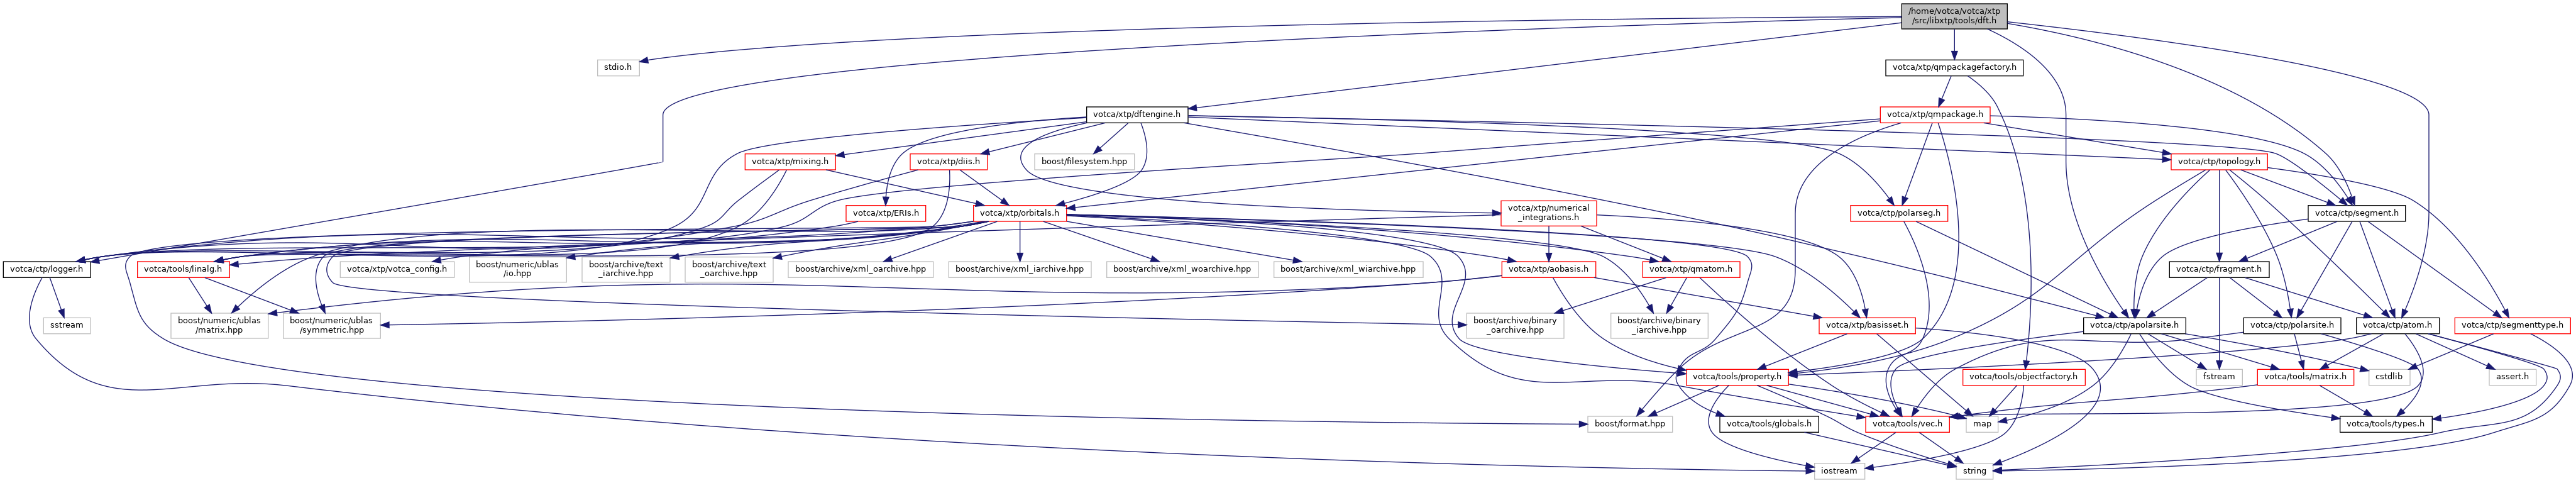 /home/votca/votca/xtp
/src/libxtp/tools/dft.h
stdio.h
votca/xtp/qmpackagefactory.h
votca/xtp/dftengine.h
votca/xtp/qmpackage.h
votca/xtp/mixing.h
votca/xtp/diis.h
boost/filesystem.hpp
votca/ctp/topology.h
votca/xtp/ERIs.h
votca/xtp/orbitals.h
votca/xtp/numerical
_integrations.h
votca/ctp/polarseg.h
votca/ctp/segment.h
votca/ctp/logger.h
votca/tools/linalg.h
votca/xtp/votca_config.h
boost/numeric/ublas
/io.hpp
boost/archive/text
_iarchive.hpp
boost/archive/text
_oarchive.hpp
boost/archive/xml_oarchive.hpp
boost/archive/xml_iarchive.hpp
boost/archive/xml_woarchive.hpp
boost/archive/xml_wiarchive.hpp
votca/xtp/aobasis.h
votca/xtp/qmatom.h
votca/ctp/fragment.h
sstream
boost/numeric/ublas
/matrix.hpp
boost/numeric/ublas
/symmetric.hpp
boost/archive/binary
_oarchive.hpp
boost/archive/binary
_iarchive.hpp
votca/xtp/basisset.h
votca/ctp/apolarsite.h
votca/ctp/polarsite.h
votca/ctp/atom.h
votca/ctp/segmenttype.h
votca/tools/property.h
votca/tools/objectfactory.h
fstream
votca/tools/matrix.h
cstdlib
assert.h
boost/format.hpp
votca/tools/globals.h
votca/tools/vec.h
map
votca/tools/types.h
iostream
string